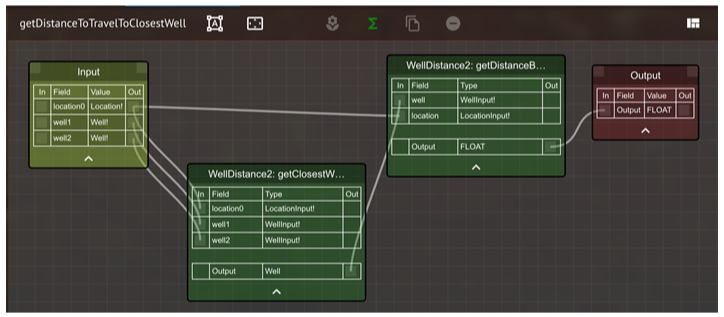 getDistanceToTravelToClosestWell
A
Σ
Input
In Field Value Out
location0 Location!
well1 Well!
well2 Well!
WellDistance2: getClosestW...
In Field Type Out
location0 LocationInput!
well1 WellInput!
well2 WellInput!
Output Well
WellDistance2: getDistanceB...
In Field Type Out
well WellInput!
location LocationInput!
Output FLOAT
Output
In Field Value Out
Output FLOAT